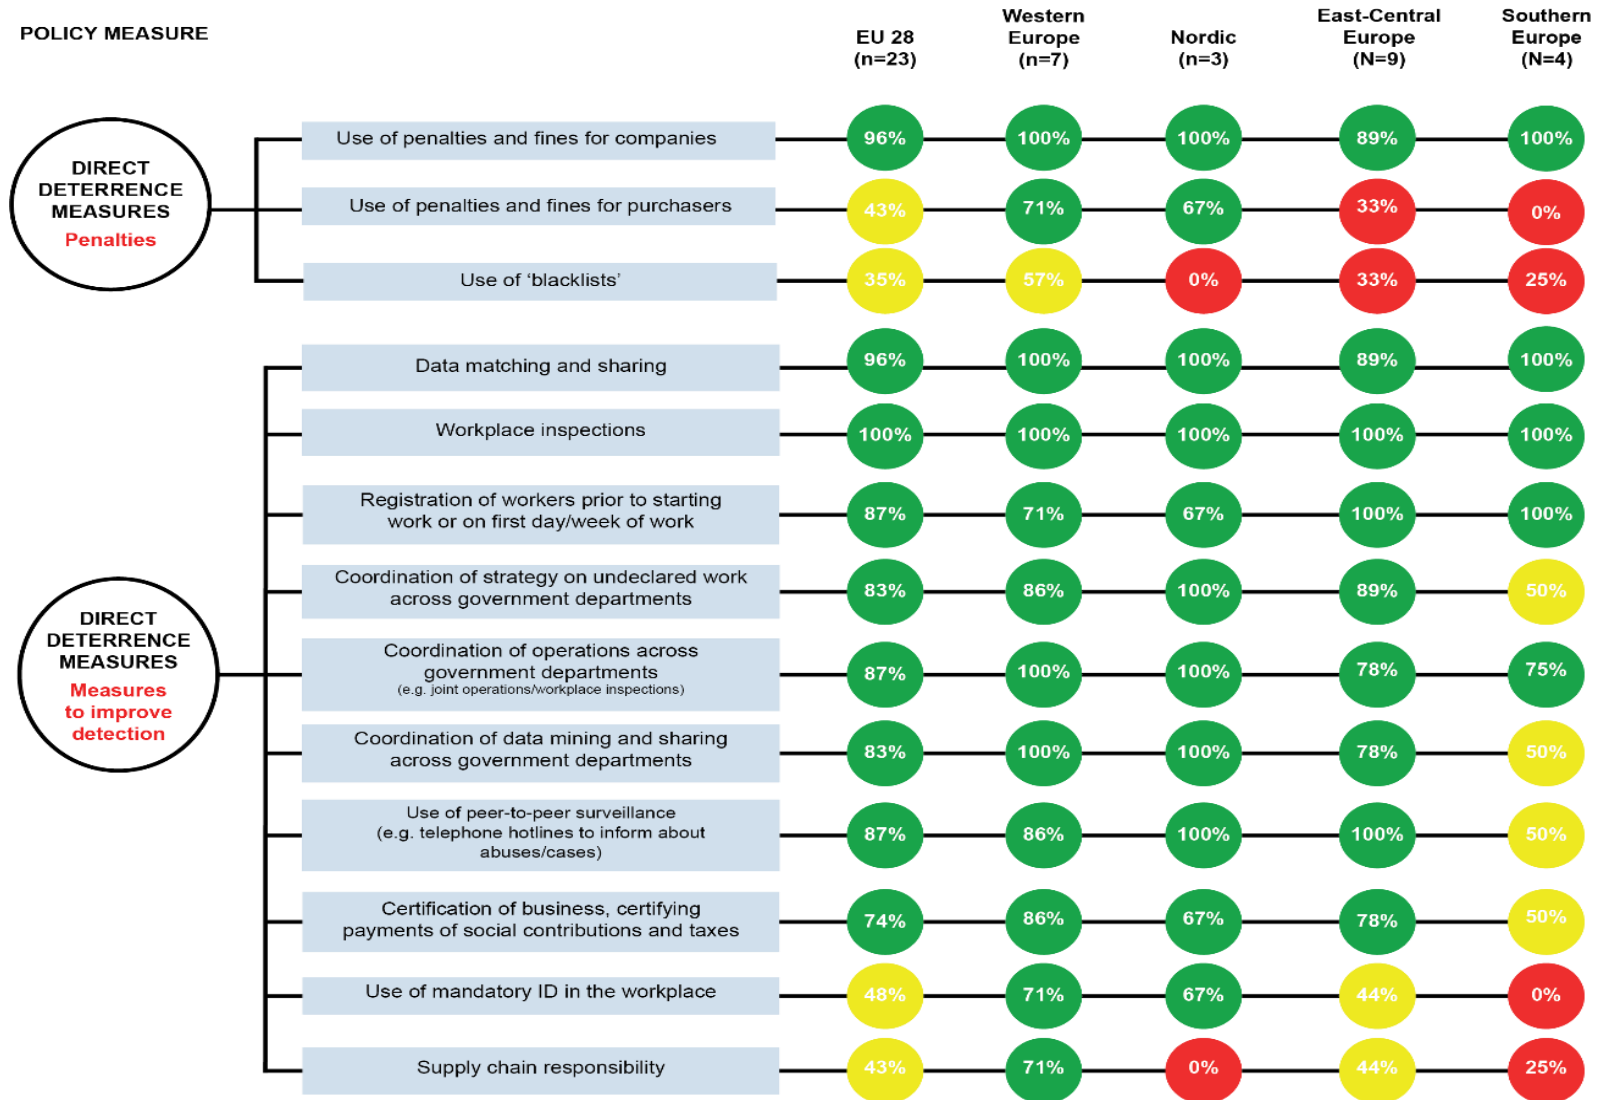 POLICY MEASURE
EU 28
(n=23)
Western
Europe
(n=7)
Nordic
(n=3)
East-Central
Europe
(N=9)
Southern
Europe
(N=4)
DIRECT
DETERRENCE
MEASURES
Penalties
Use of penalties and fines for companies
96%
100%
100%
89%
100%
Use of penalties and fines for purchasers
43%
71%
67%
33%
0%
Use of ‘blacklists’
35%
57%
0%
33%
25%
DIRECT
DETERRENCE
MEASURES
Measures
to improve
detection
Data matching and sharing
96%
100%
100%
89%
100%
Workplace inspections
100%
100%
100%
100%
100%
Registration of workers prior to starting
work or on first day/week of work
87%
71%
67%
100%
100%
Coordination of strategy on undeclared work
across government departments
83%
86%
100%
89%
50%
Coordination of operations across
government departments
(e.g. joint operations/workplace inspections)
87%
100%
100%
78%
75%
Coordination of data mining and sharing
across government departments
83%
100%
100%
78%
50%
Use of peer-to-peer surveillance
(e.g. telephone hotlines to inform about
abuses/cases)
87%
86%
100%
100%
50%
Certification of business, certifying
payments of social contributions and taxes
74%
86%
67%
78%
50%
Use of mandatory ID in the workplace
48%
71%
67%
44%
0%
Supply chain responsibility
43%
71%
0%
44%
25%